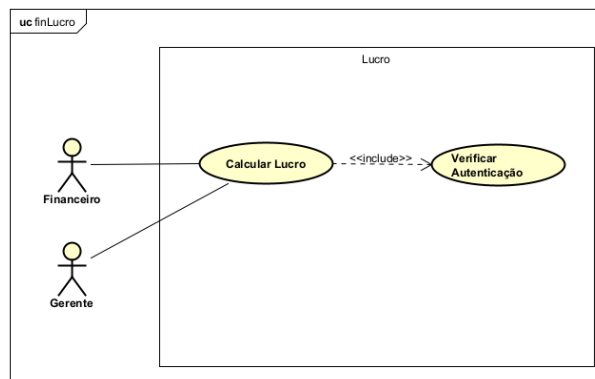 uc finLucro
Lucro
Calcular Lucro
<<include>>
Verificar
Autenticação
Financeiro
Gerente